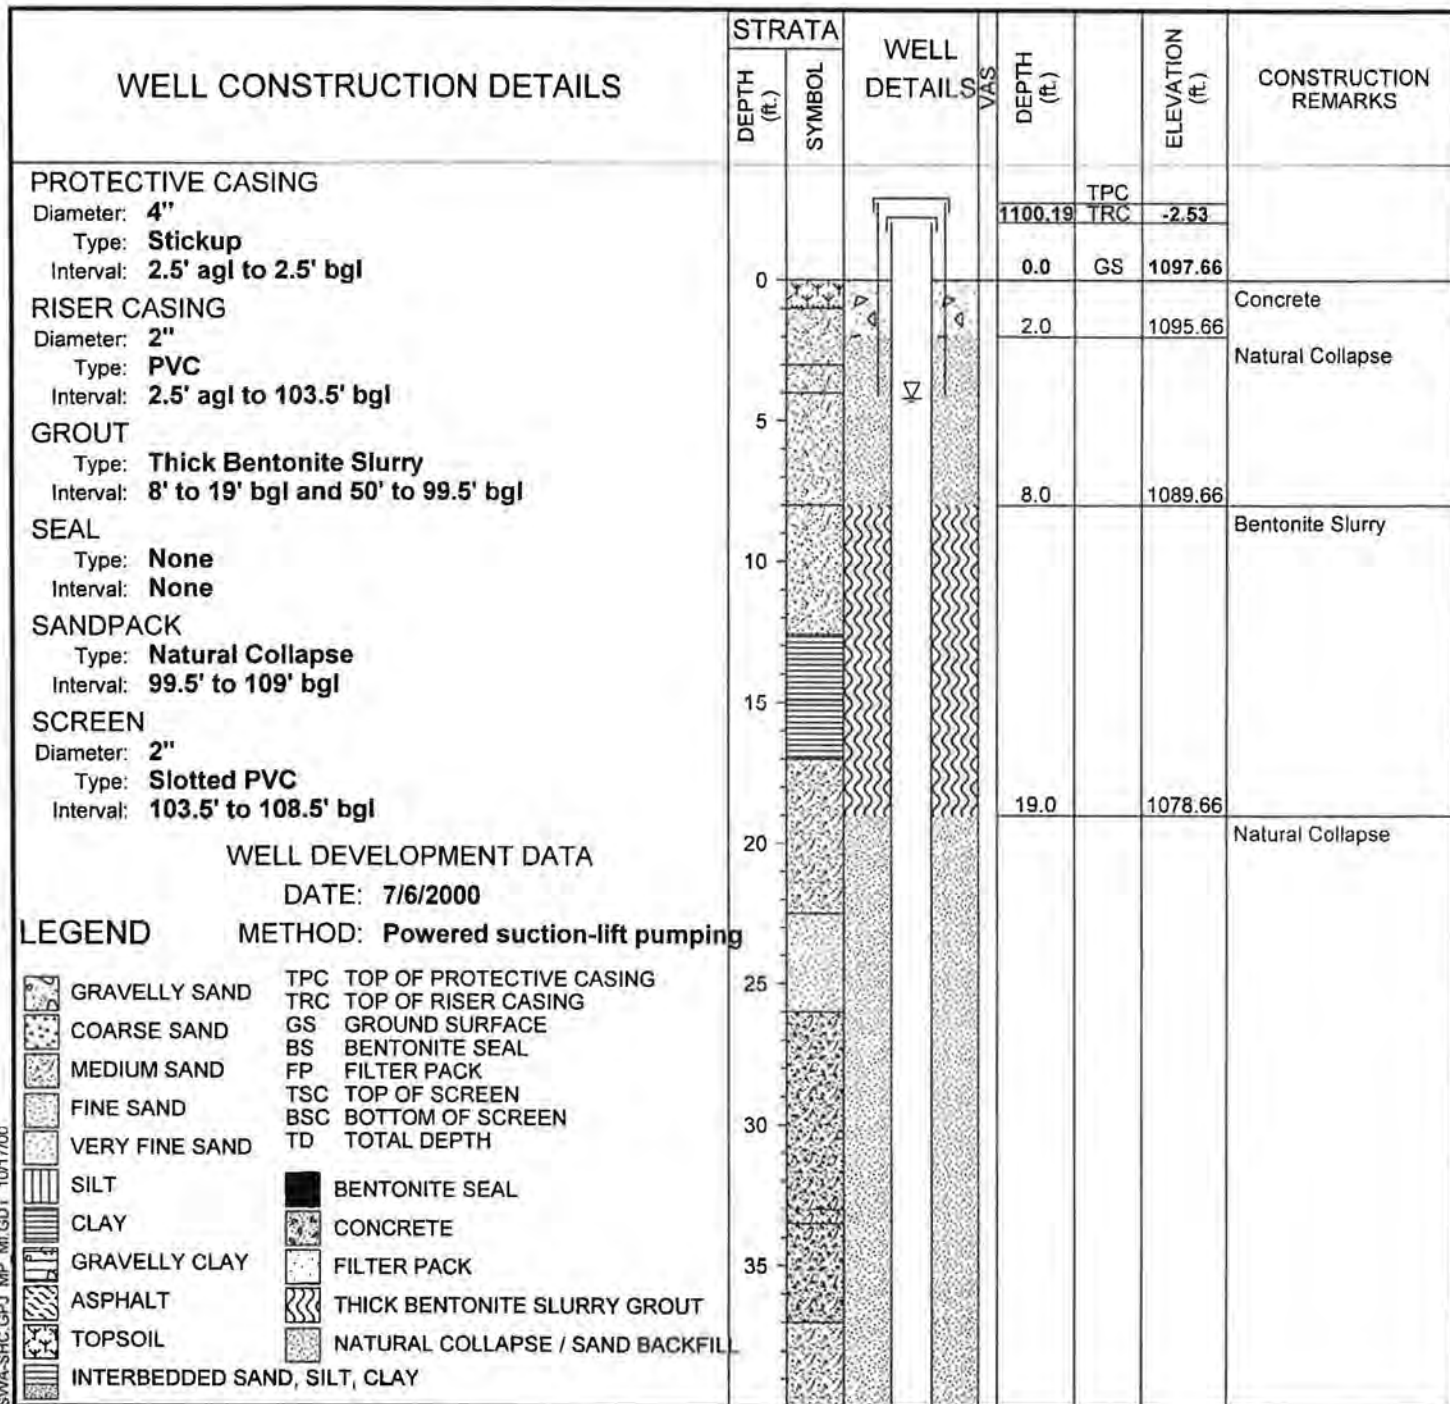 WELL CONSTRUCTION DETAILS
STRATA
DEPTH (ft.)
SYMBOL
WELL DETAILS
VAS
DEPTH (ft.)
ELEVATION (ft.)
CONSTRUCTION REMARKS
PROTECTIVE CASING
Diameter: 4"
Type: Stickup
Interval: 2.5' agl to 2.5' bgl
RISER CASING
Diameter: 2"
Type: PVC
Interval: 2.5' agl to 103.5' bgl
GROUT
Type: Thick Bentonite Slurry
Interval: 8' to 19' bgl and 50' to 99.5' bgl
SEAL
Type: None
Interval: None
SANDPACK
Type: Natural Collapse
Interval: 99.5' to 109' bgl
SCREEN
Diameter: 2"
Type: Slotted PVC
Interval: 103.5' to 108.5' bgl
WELL DEVELOPMENT DATA
DATE: 7/6/2000
METHOD: Powered suction-lift pumping
LEGEND
GRAVELLY SAND
COARSE SAND
MEDIUM SAND
FINE SAND
VERY FINE SAND
SILT
CLAY
GRAVELLY CLAY
ASPHALT
TOPSOIL
INTERBEDDED SAND, SILT, CLAY
TPC TOP OF PROTECTIVE CASING
TRC TOP OF RISER CASING
GS GROUND SURFACE
BS BENTONITE SEAL
FP FILTER PACK
TSC TOP OF SCREEN
BSC BOTTOM OF SCREEN
TD TOTAL DEPTH
BENTONITE SEAL
CONCRETE
FILTER PACK
THICK BENTONITE SLURRY GROUT
NATURAL COLLAPSE / SAND BACKFILL
0
5
10
15
20
25
30
35
TPC
1100.19 TRC -2.53
0.0 GS 1097.66
Concrete
2.0 1095.66
Natural Collapse
8.0 1089.66
Bentonite Slurry
19.0 1078.66
Natural Collapse